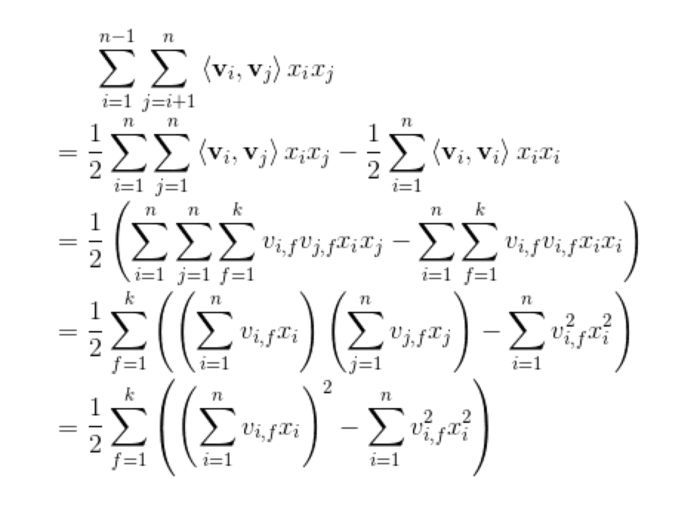 \sum_{i=1}^{n-1} \sum_{j=i+1}^{n} \langle \mathbf{v}_i, \mathbf{v}_j \rangle x_i x_j
= \frac{1}{2} \sum_{i=1}^{n} \sum_{j=1}^{n} \langle \mathbf{v}_i, \mathbf{v}_j \rangle x_i x_j - \frac{1}{2} \sum_{i=1}^{n} \langle \mathbf{v}_i, \mathbf{v}_i \rangle x_i x_i
= \frac{1}{2} \left( \sum_{i=1}^{n} \sum_{j=1}^{n} \sum_{f=1}^{k} v_{i,f} v_{j,f} x_i x_j - \sum_{i=1}^{n} \sum_{f=1}^{k} v_{i,f} v_{i,f} x_i x_i \right)
= \frac{1}{2} \sum_{f=1}^{k} \left( \left( \sum_{i=1}^{n} v_{i,f} x_i \right) \left( \sum_{j=1}^{n} v_{j,f} x_j \right) - \sum_{i=1}^{n} v_{i,f}^2 x_i^2 \right)
= \frac{1}{2} \sum_{f=1}^{k} \left( \left( \sum_{i=1}^{n} v_{i,f} x_i \right)^2 - \sum_{i=1}^{n} v_{i,f}^2 x_i^2 \right)